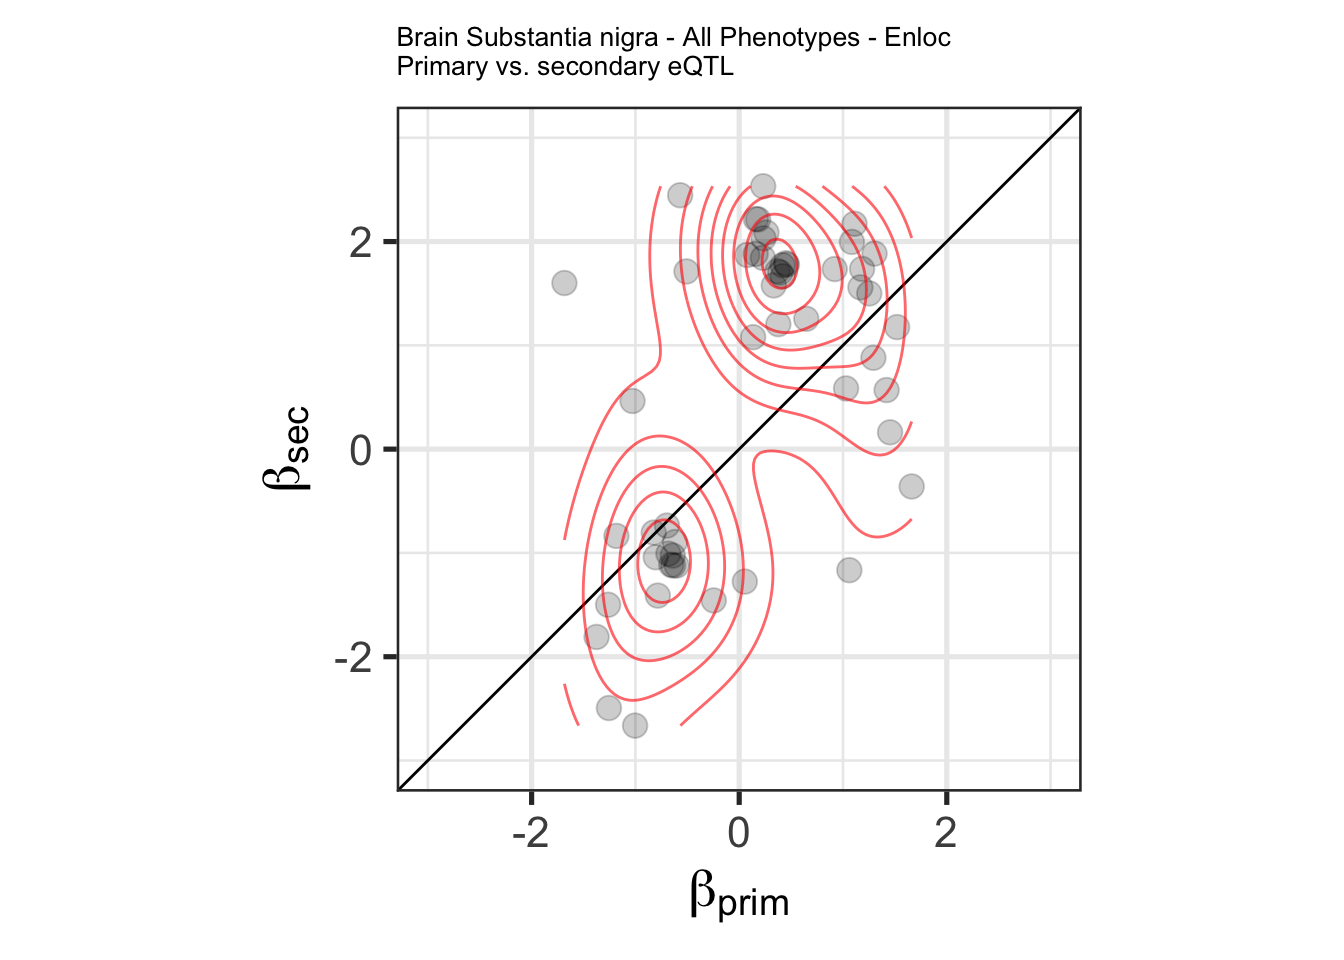 Brain Substantia nigra - All Phenotypes - Enloc
Primary vs. secondary eQTL
2
0
-2
βsec
-2 0 2
βprim